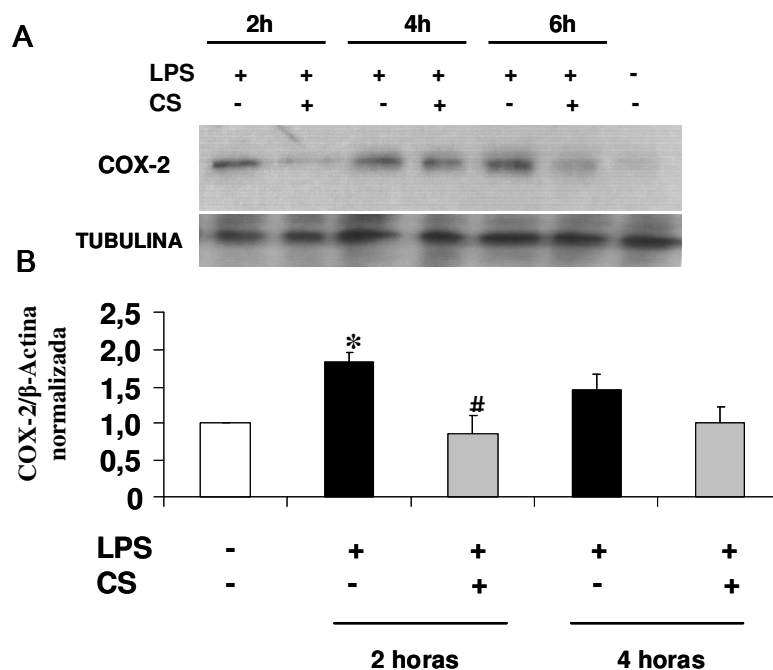 A
2h 4h 6h
LPS + + + + + + -
CS - + - + - + -
COX-2
TUBULINA
B
COX-2/β-Actina
normalizada
2,5
2,0
1,5
1,0
0,5
0
*
#
LPS - + + + +
CS - - + - +
2 horas 4 horas